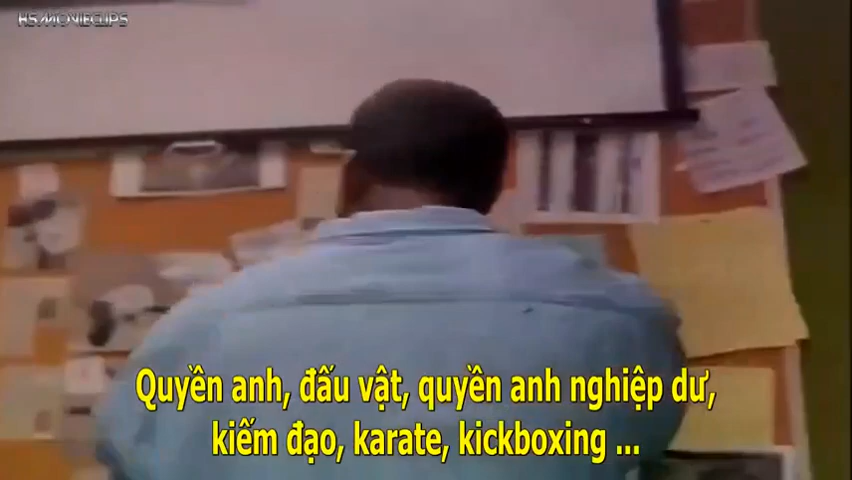 HSMOVIECLIPS
Quyền anh, đấu vật, quyền anh nghiệp dư,
kiếm đạo, karate, kickboxing ...